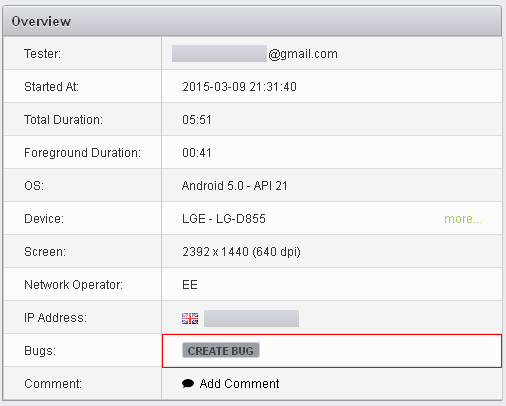 Overview
Tester: @gmail.com
Started At: 2015-03-09 21:31:40
Total Duration: 05:51
Foreground Duration: 00:41
OS: Android 5.0 - API 21
Device: LGE - LG-D855 more...
Screen: 2392 x 1440 (640 dpi)
Network Operator: EE
IP Address:
Bugs: CREATE BUG
Comment: Add Comment